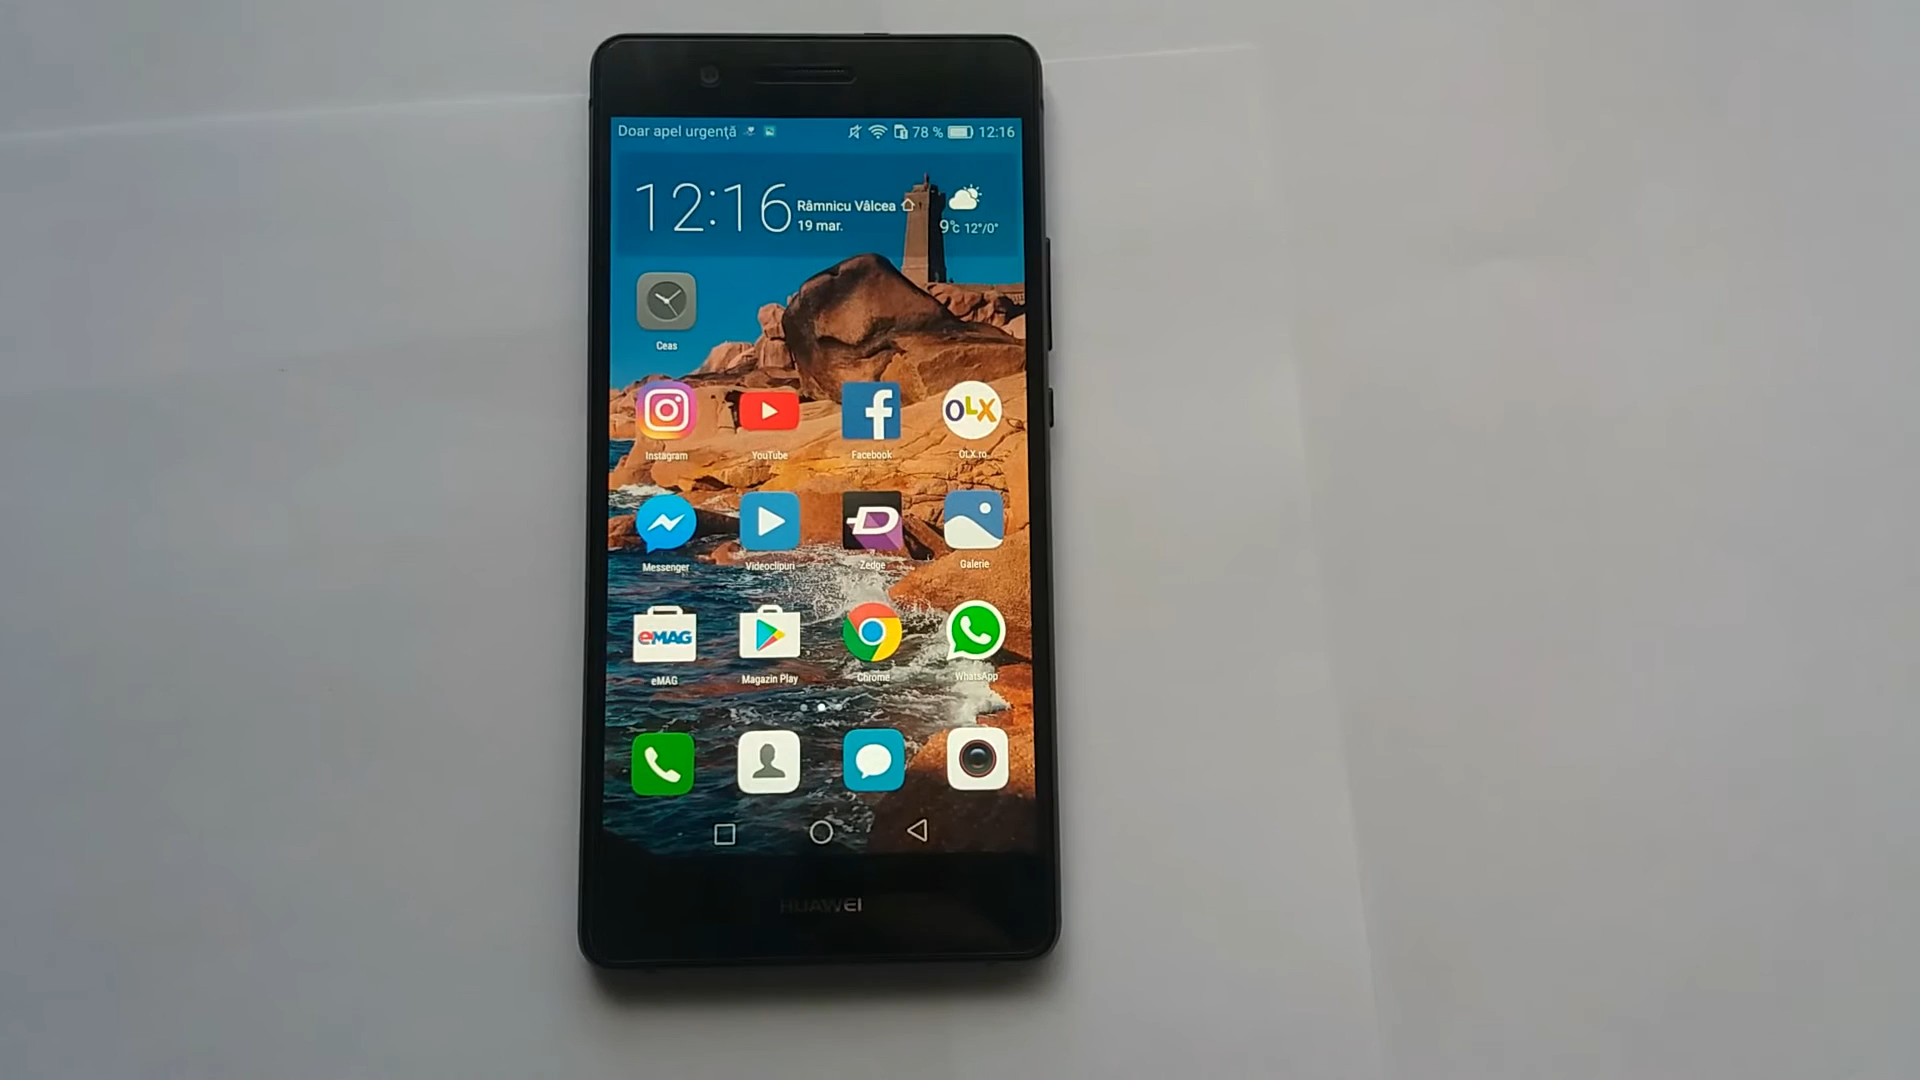 Doar apel urgență 78 % 12:16
12:16 Râmnicu Vâlcea
19 mar. 9°c 12°/0°
Ceas
OLX
Instagram YouTube Facebook OLX.ro
Messenger Videoclipuri Zedge Galerie
eMAG
eMAG Magazin Play Chrome WhatsApp
HUAWEI